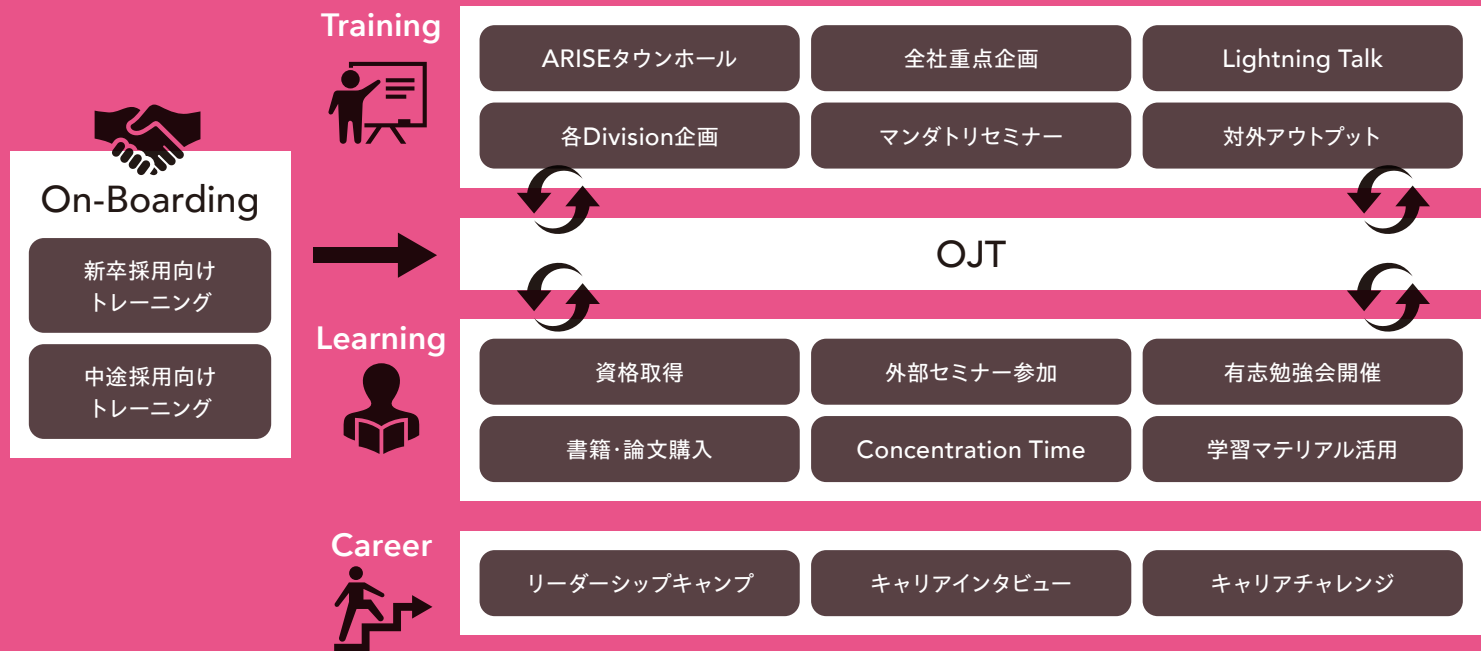 On-Boarding
新卒採用向け
トレーニング
中途採用向け
トレーニング
Training
ARISEタウンホール
全社重点企画
Lightning Talk
各Division企画
マンダトリセミナー
対外アウトプット
OJT
Learning
資格取得
外部セミナー参加
有志勉強会開催
書籍・論文購入
Concentration Time
学習マテリアル活用
Career
リーダーシップキャンプ
キャリアインタビュー
キャリアチャレンジ